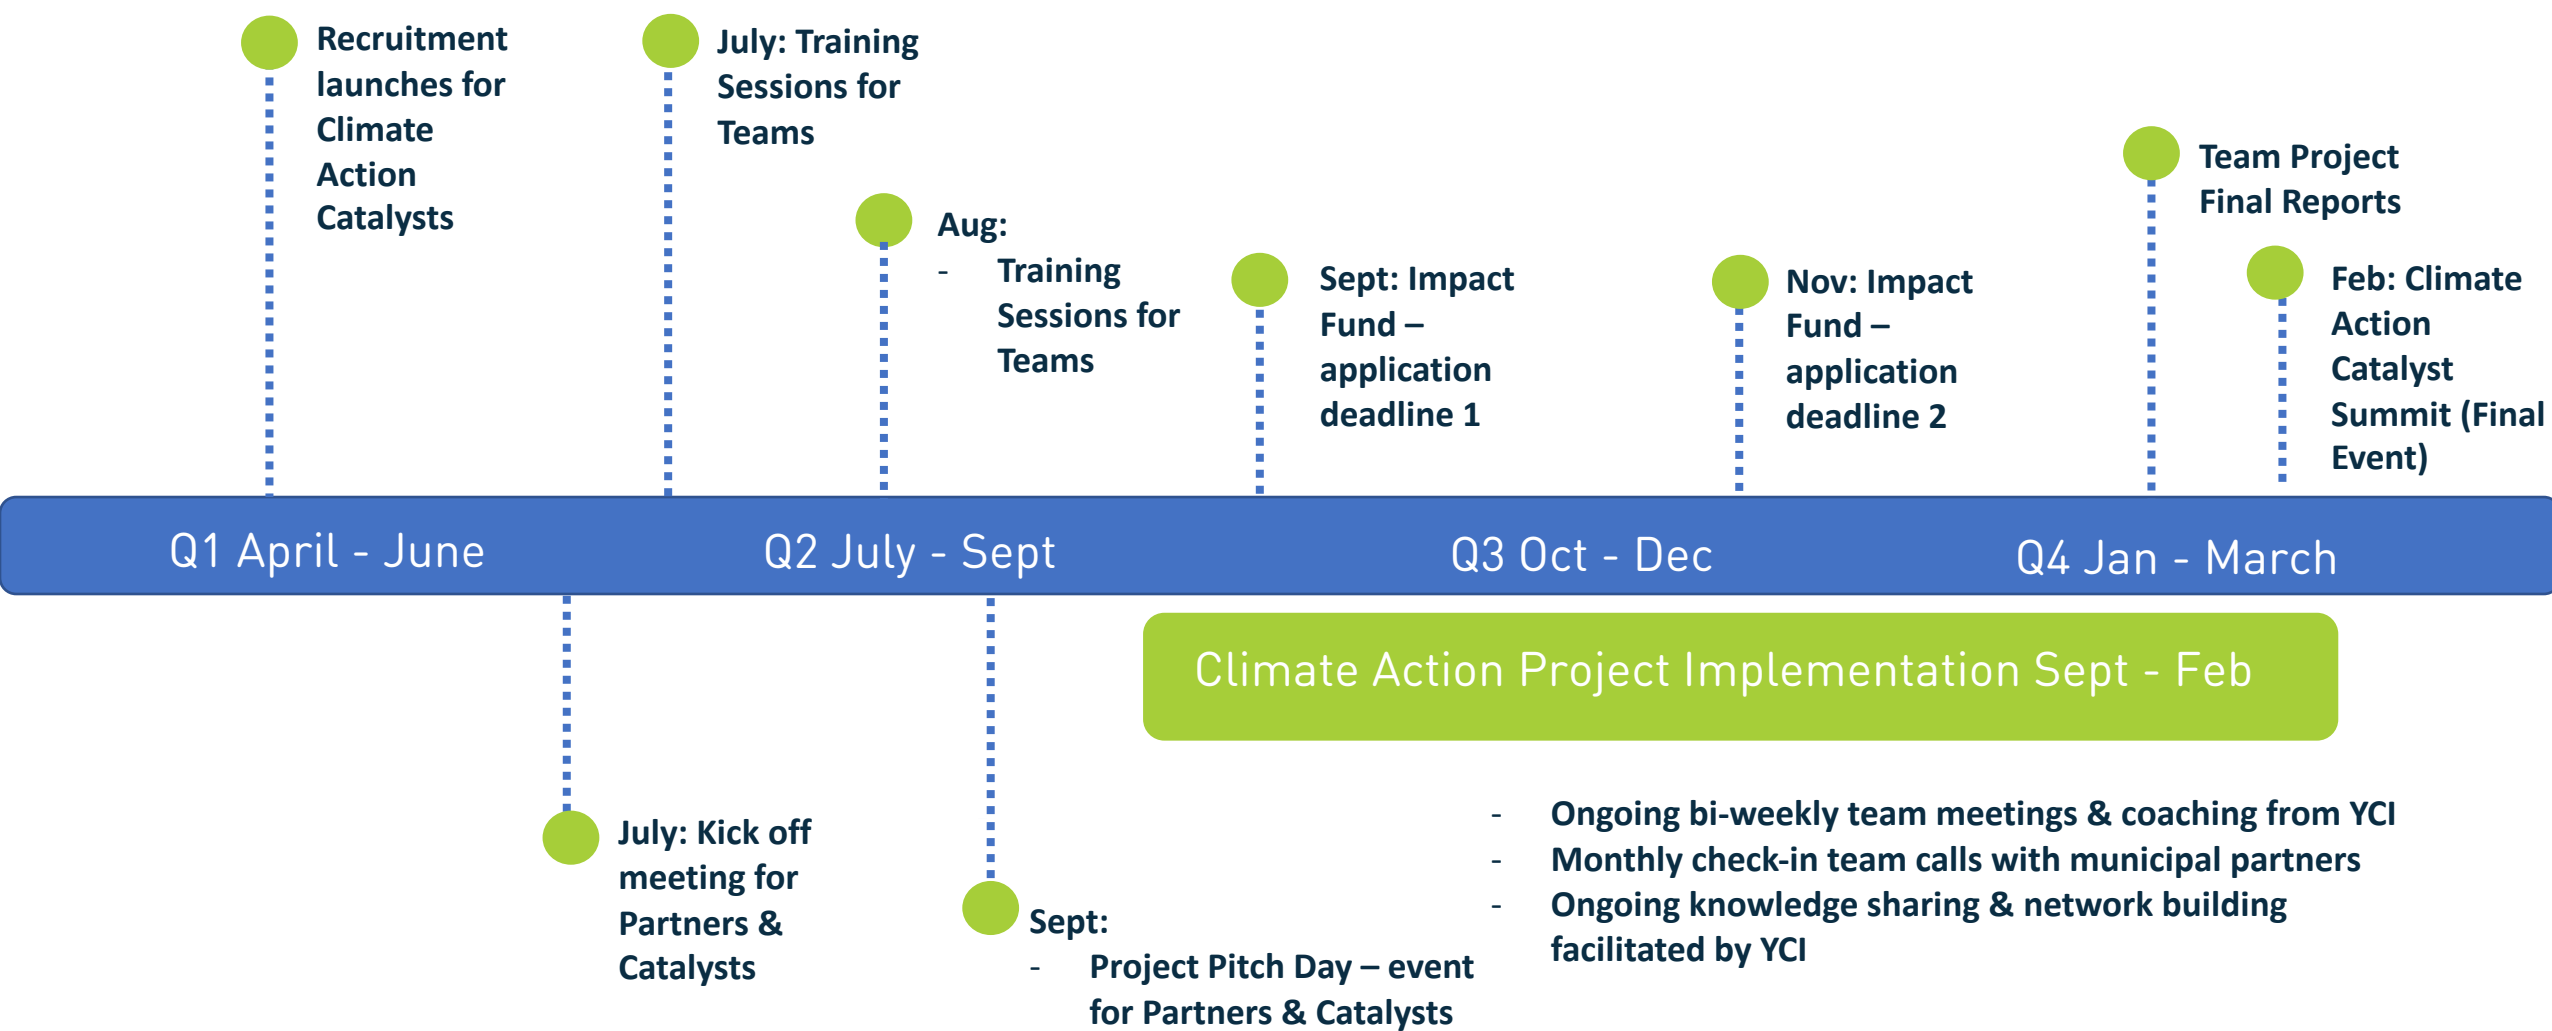 Recruitment
launches for
Climate
Action
Catalysts
July: Training
Sessions for
Teams
Aug:
- Training
Sessions for
Teams
Sept: Impact
Fund –
application
deadline 1
Nov: Impact
Fund –
application
deadline 2
Team Project
Final Reports
Feb: Climate
Action
Catalyst
Summit (Final
Event)
Q1 April - June
Q2 July - Sept
Q3 Oct - Dec
Q4 Jan - March
Climate Action Project Implementation Sept - Feb
July: Kick off
meeting for
Partners &
Catalysts
Sept:
- Project Pitch Day – event
for Partners & Catalysts
- Ongoing bi-weekly team meetings & coaching from YCI
- Monthly check-in team calls with municipal partners
- Ongoing knowledge sharing & network building
facilitated by YCI